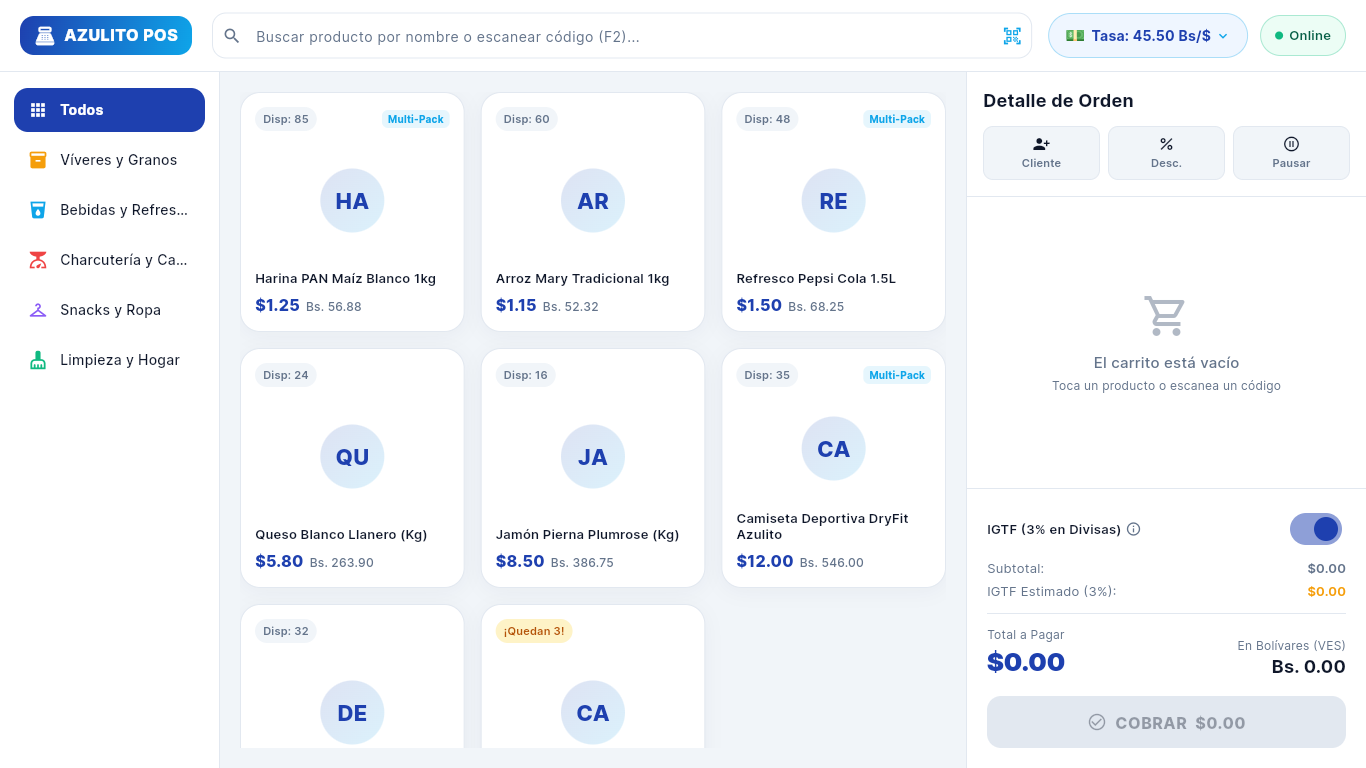 AZULITO POS
Buscar producto por nombre o escanear código (F2)...
💵 Tasa: 45.50 Bs/$
Online
Todos
Víveres y Granos
Bebidas y Refres...
Charcutería y Ca...
Snacks y Ropa
Limpieza y Hogar
Disp: 85
Multi-Pack
HA
Harina PAN Maíz Blanco 1kg
$1.25 Bs. 56.88
Disp: 60
AR
Arroz Mary Tradicional 1kg
$1.15 Bs. 52.32
Disp: 48
Multi-Pack
RE
Refresco Pepsi Cola 1.5L
$1.50 Bs. 68.25
Disp: 24
QU
Queso Blanco Llanero (Kg)
$5.80 Bs. 263.90
Disp: 16
JA
Jamón Pierna Plumrose (Kg)
$8.50 Bs. 386.75
Disp: 35
Multi-Pack
CA
Camiseta Deportiva DryFit
Azulito
$12.00 Bs. 546.00
Disp: 32
DE
¡Quedan 3!
CA
Detalle de Orden
Cliente
Desc.
Pausar
El carrito está vacío
Toca un producto o escanea un código
IGTF (3% en Divisas)
Subtotal: $0.00
IGTF Estimado (3%): $0.00
Total a Pagar
$0.00
En Bolívares (VES)
Bs. 0.00
COBRAR $0.00